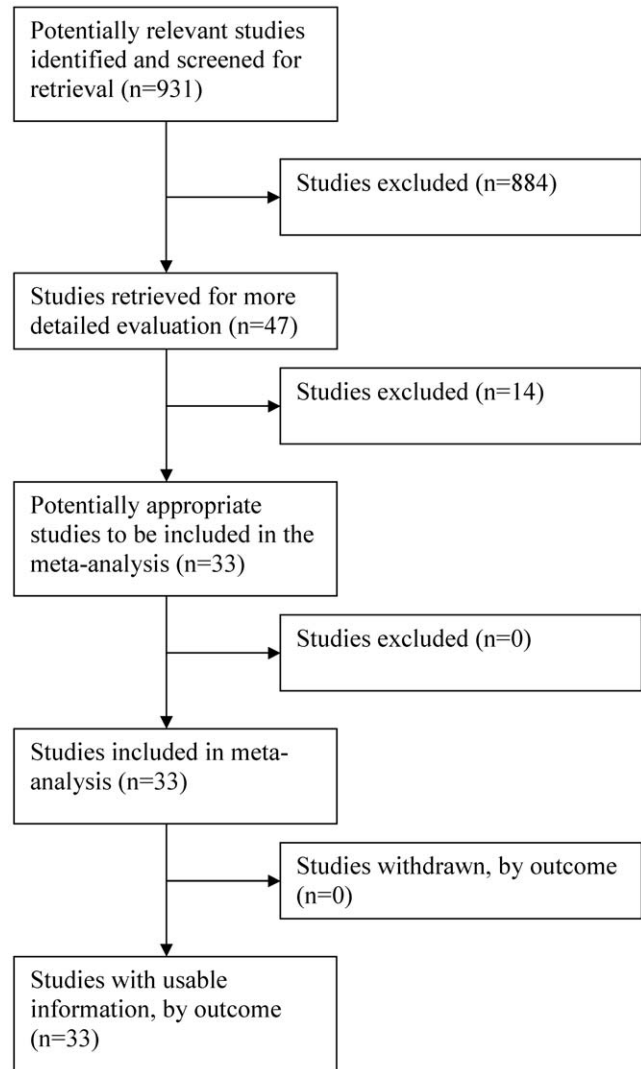 Potentially relevant studies
identified and screened for
retrieval (n=931)
Studies excluded (n=884)
Studies retrieved for more
detailed evaluation (n=47)
Studies excluded (n=14)
Potentially appropriate
studies to be included in the
meta-analysis (n=33)
Studies excluded (n=0)
Studies included in meta-
analysis (n=33)
Studies withdrawn, by outcome
(n=0)
Studies with usable
information, by outcome
(n=33)